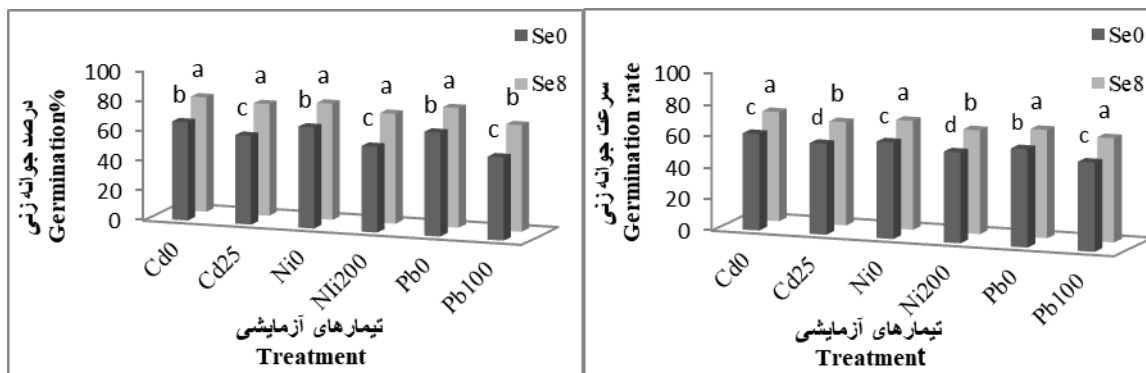 Se0
Se8
a
a
a
a
a
b
b
c
b
c
b
c
100
80
60
40
20
0
درصد جوانه زنی
Germination%
Cd0
Cd25
Ni0
NIi200
Pb0
Pb100
تیمارهای آزمایشی
Treatment
Se0
Se8
a
b
a
b
a
a
c
d
c
d
b
c
100
80
60
40
20
0
سرعت جوانه زنی
Germination rate
Cd0
Cd25
Ni0
Ni200
Pb0
Pb100
تیمارهای آزمایشی
Treatment